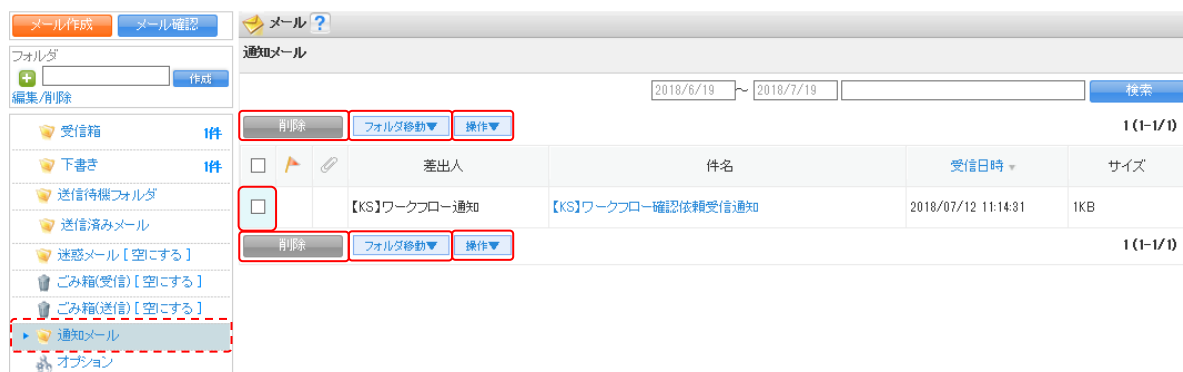 メール作成 メール確認
フォルダ
作成
編集/削除
受信箱 1件
下書き 1件
送信待機フォルダ
送信済みメール
迷惑メール [ 空にする ]
ごみ箱(受信) [ 空にする ]
ごみ箱(送信) [ 空にする ]
通知メール
オプション
メール ?
通知メール
2018/6/19 ～ 2018/7/19 検索
削除 フォルダ移動▼ 操作▼ 1 (1-1/1)
差出人 件名 受信日時 ▼ サイズ
【KS】ワークフロー通知 【KS】ワークフロー確認依頼受信通知 2018/07/12 11:14:31 1KB
削除 フォルダ移動▼ 操作▼ 1 (1-1/1)